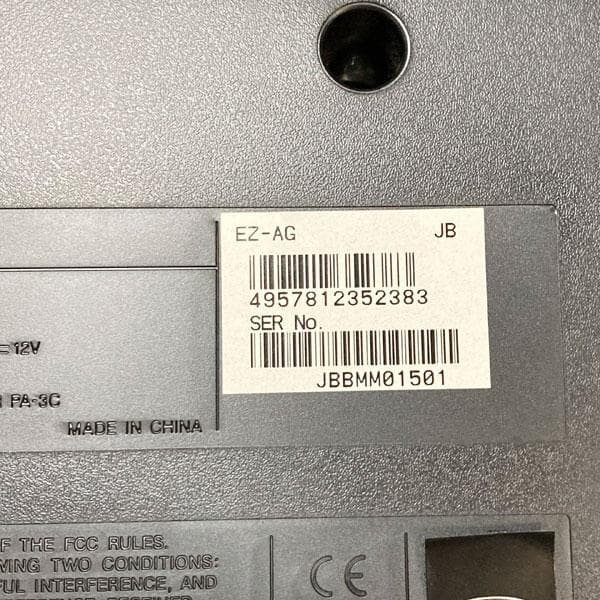 EZ-AG JB
4957812352383
SER No.
JBBMM01501
12V
PA-3C
MADE IN CHINA
THE FCC RULES.
TWO CONDITIONS:
INTERFERENCE, AND
CE